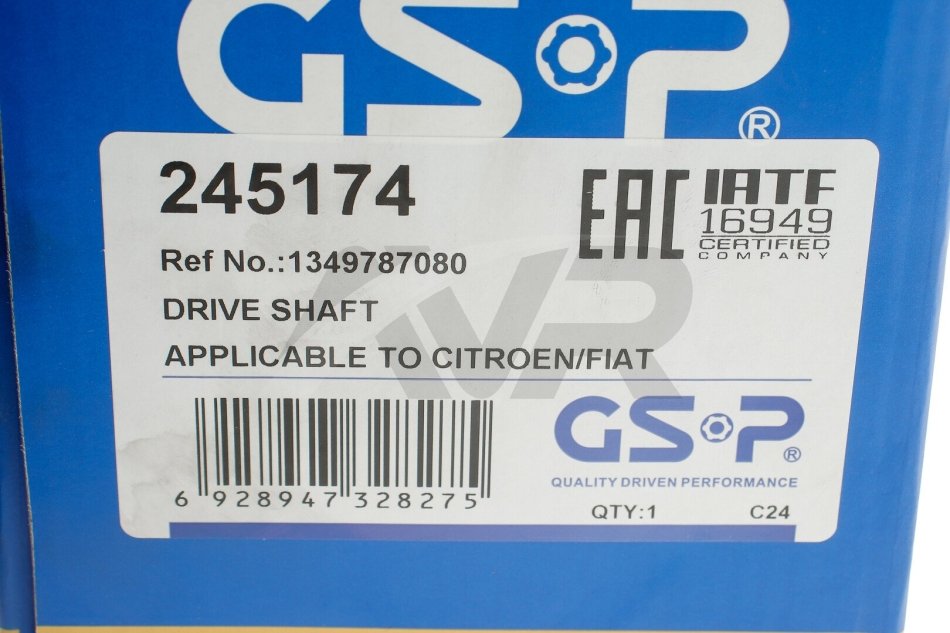 GSP®
245174
EAC
IATF
16949
CERTIFIED
COMPANY
Ref No.:1349787080
DRIVE SHAFT
APPLICABLE TO CITROEN/FIAT
GSP®
QUALITY DRIVEN PERFORMANCE
6 928947 328275
QTY:1 C24
VR